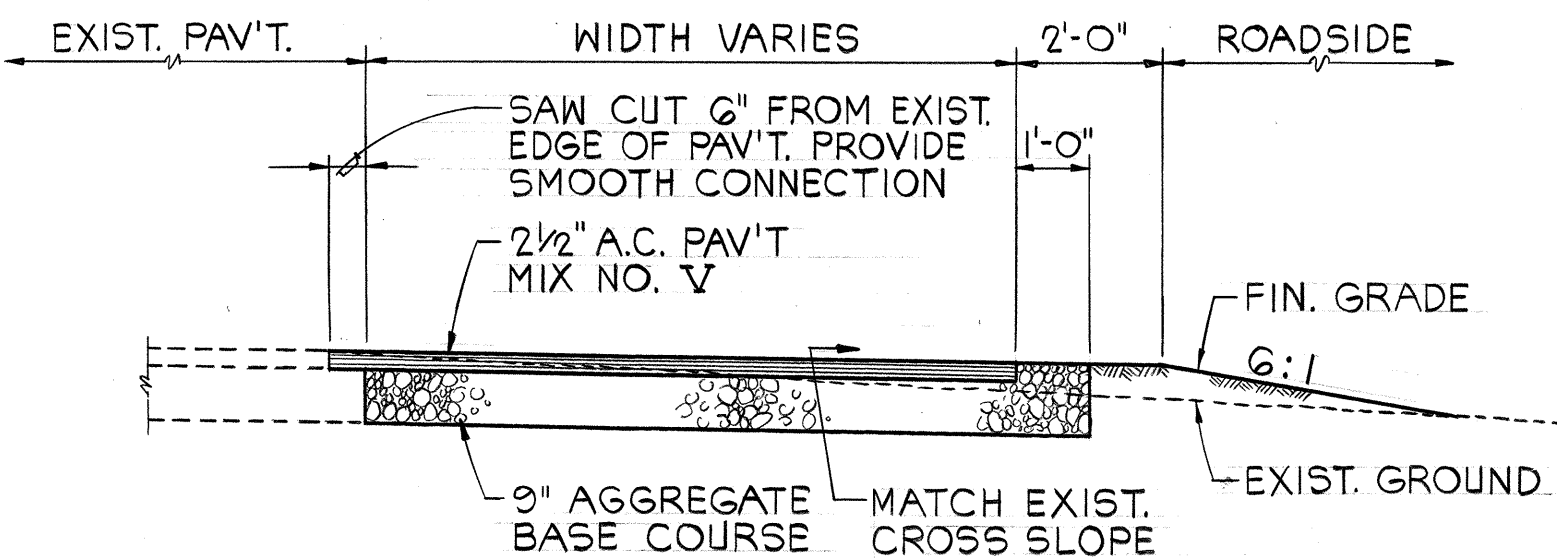 EXIST. PAV'T.
WIDTH VARIES
2'-0"
ROADSIDE
SAW CUT 6" FROM EXIST.
EDGE OF PAV'T. PROVIDE
SMOOTH CONNECTION
1'-0"
2½" A.C. PAV'T
MIX NO. V
FIN. GRADE
6:1
9" AGGREGATE
BASE COURSE
MATCH EXIST.
CROSS SLOPE
EXIST. GROUND